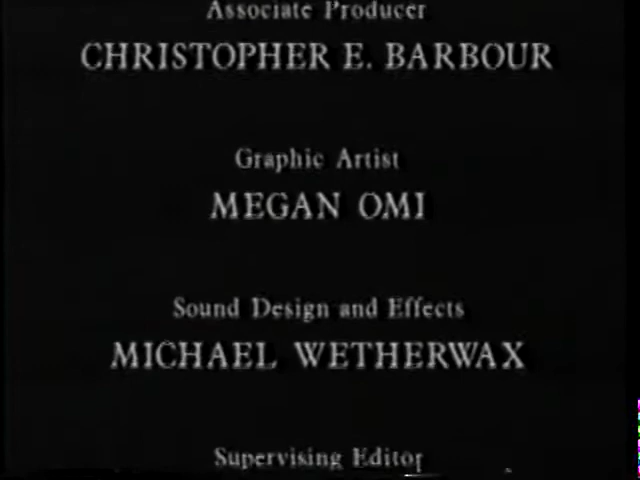 Associate Producer
CHRISTOPHER E. BARBOUR
Graphic Artist
MEGAN OMI
Sound Design and Effects
MICHAEL WETHERWAX
Supervising Editor